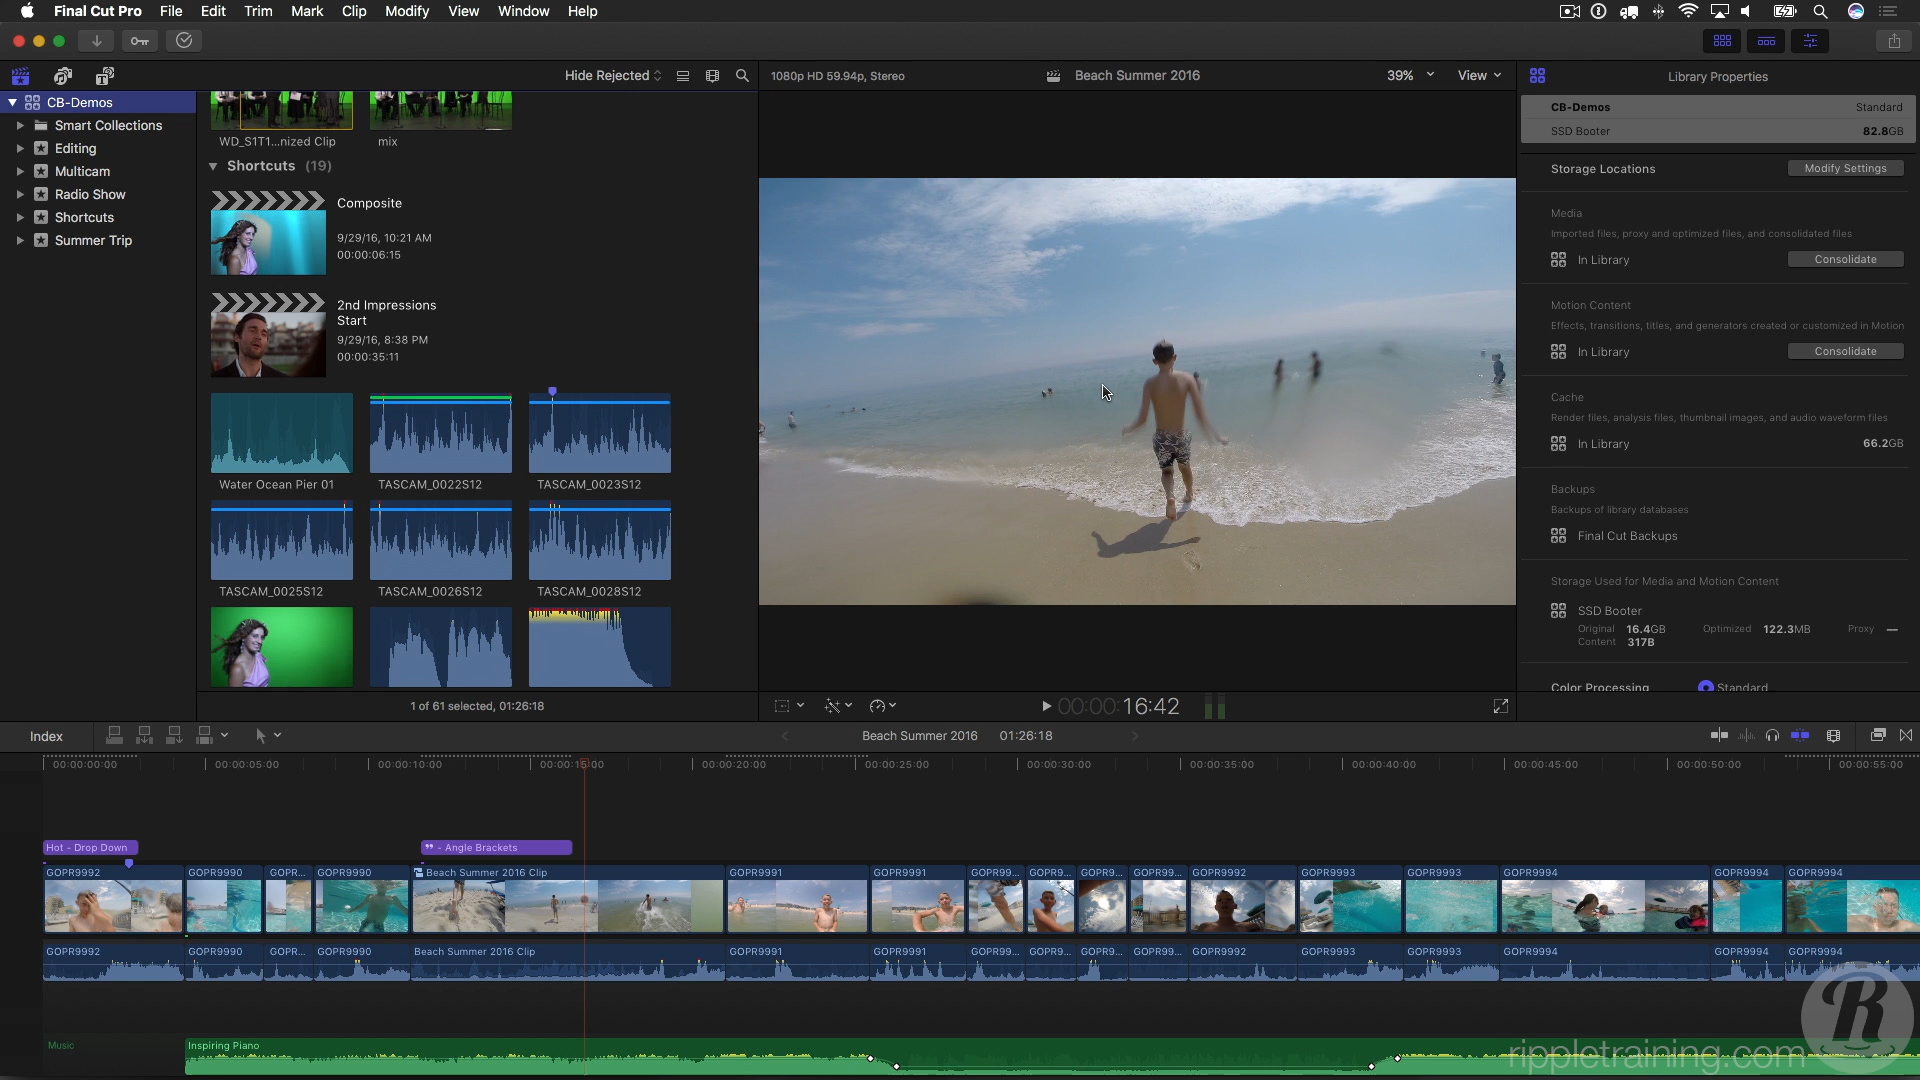 Final Cut Pro File Edit Trim Mark Clip Modify View Window Help
Hide Rejected
1080p HD 59.94p, Stereo
Beach Summer 2016
39%
View
Library Properties
CB-Demos
Smart Collections
Editing
Multicam
Radio Show
Shortcuts
Summer Trip
WD_S1T1...nized Clip
mix
Shortcuts (19)
Composite
9/29/16, 10:21 AM
00:00:06:15
2nd Impressions
Start
9/29/16, 8:38 PM
00:00:35:11
Water Ocean Pier 01
TASCAM_0022S12
TASCAM_0023S12
TASCAM_0025S12
TASCAM_0026S12
TASCAM_0028S12
1 of 61 selected, 01:26:18
00:00:16:42
CB-Demos Standard
SSD Booter 82.8GB
Storage Locations Modify Settings
Media
Imported files, proxy and optimized files, and consolidated files
In Library Consolidate
Motion Content
Effects, transitions, titles, and generators created or customized in Motion
In Library Consolidate
Cache
Render files, analysis files, thumbnail images, and audio waveform files
In Library 66.2GB
Backups
Backups of library databases
Final Cut Backups
Storage Used for Media and Motion Content
SSD Booter
Original 16.4GB Optimized 122.3MB Proxy —
Content 317B
Color Processing Standard
Index
Beach Summer 2016 01:26:18
00:00:00:00 00:00:05:00 00:00:10:00 00:00:15:00 00:00:20:00 00:00:25:00 00:00:30:00 00:00:35:00 00:00:40:00 00:00:45:00 00:00:50:00 00:00:55:00
Hot - Drop Down
" - Angle Brackets
GOPR9992 GOPR9990 GOPR... GOPR9990 Beach Summer 2016 Clip GOPR9991 GOPR9991 GOPR99... GOPR9... GOPR99... GOPR99... GOPR9992 GOPR9993 GOPR9993 GOPR9994 GOPR9994 GOPR9994
GOPR9992 GOPR9990 GOPR... GOPR9990 Beach Summer 2016 Clip GOPR9991 GOPR9991 GOPR99... GOPR9... GOPR99... GOPR99... GOPR9992 GOPR9993 GOPR9993 GOPR9994 GOPR9994 GOPR9994
Music
Inspiring Piano
R
rippletraining.com